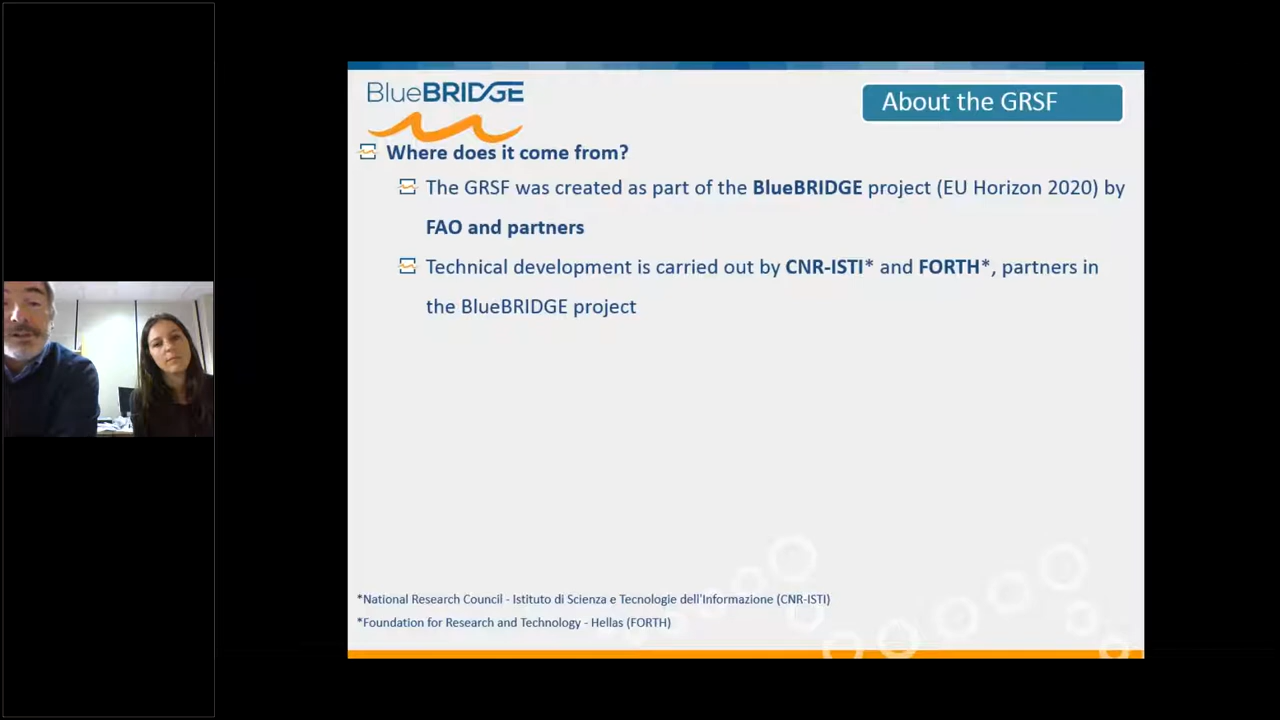 BlueBRIDGE
About the GRSF
Where does it come from?
The GRSF was created as part of the BlueBRIDGE project (EU Horizon 2020) by
FAO and partners
Technical development is carried out by CNR-ISTI* and FORTH*, partners in
the BlueBRIDGE project
*National Research Council - Istituto di Scienza e Tecnologie dell'Informazione (CNR-ISTI)
*Foundation for Research and Technology - Hellas (FORTH)